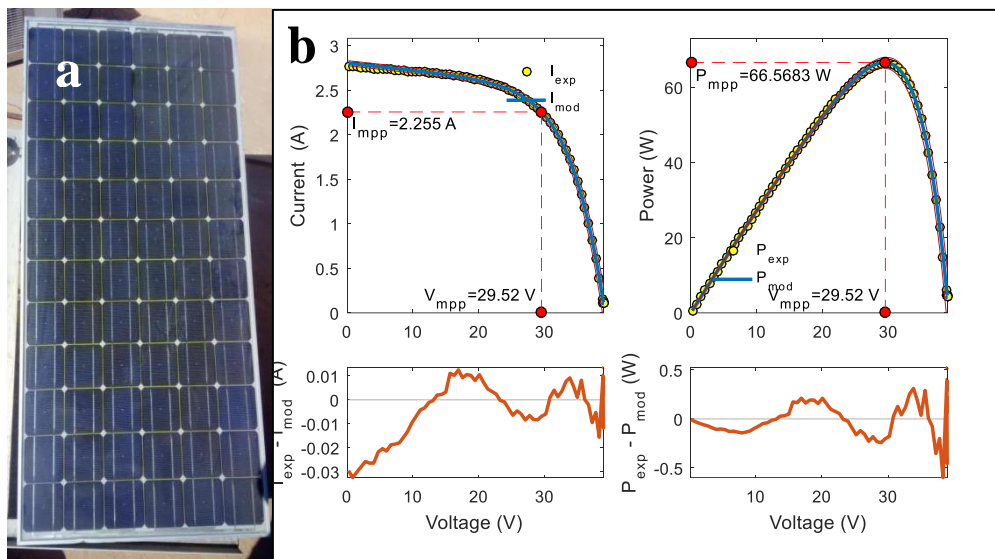 a
b
3
2.5
2
1.5
1
0.5
0
0
10
20
30
Current (A)
I_exp
I_mod
I_mpp=2.255 A
V_mpp=29.52 V
60
40
20
0
0
10
20
30
Power (W)
P_mpp=66.5683 W
P_exp
P_mod
V_mpp=29.52 V
0.01
0
-0.01
-0.02
-0.03
0
10
20
30
I_exp - I_mod (A)
Voltage (V)
0.5
0
-0.5
10
20
30
P_exp - P_mod (W)
Voltage (V)